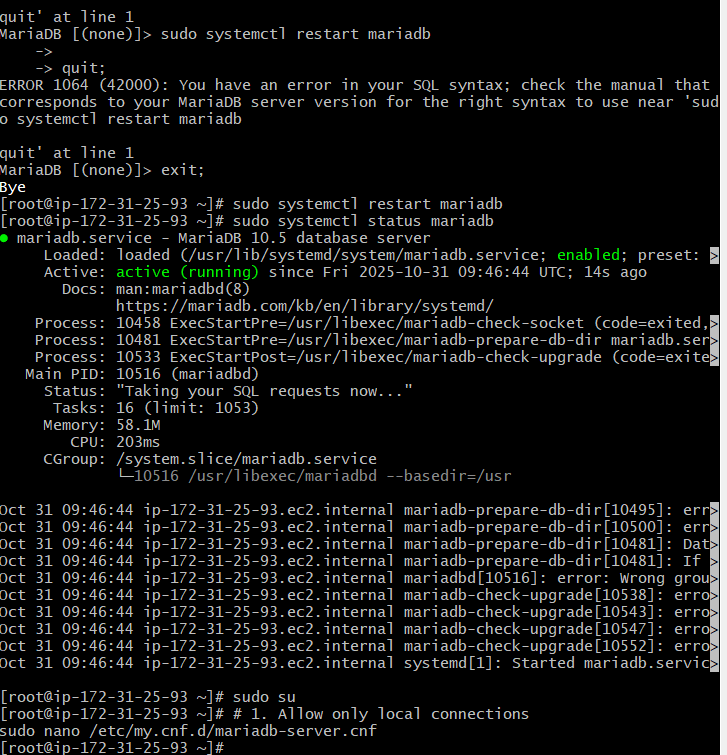 quit' at line 1
MariaDB [(none)]> sudo systemctl restart mariadb
    ->
    -> quit;
ERROR 1064 (42000): You have an error in your SQL syntax; check the manual that
corresponds to your MariaDB server version for the right syntax to use near 'sud
o systemctl restart mariadb

quit' at line 1
MariaDB [(none)]> exit;
Bye
[root@ip-172-31-25-93 ~]# sudo systemctl restart mariadb
[root@ip-172-31-25-93 ~]# sudo systemctl status mariadb
● mariadb.service - MariaDB 10.5 database server
     Loaded: loaded (/usr/lib/systemd/system/mariadb.service; enabled; preset: >
     Active: active (running) since Fri 2025-10-31 09:46:44 UTC; 14s ago
       Docs: man:mariadbd(8)
             https://mariadb.com/kb/en/library/systemd/
    Process: 10458 ExecStartPre=/usr/libexec/mariadb-check-socket (code=exited,>
    Process: 10481 ExecStartPre=/usr/libexec/mariadb-prepare-db-dir mariadb.ser>
    Process: 10533 ExecStartPost=/usr/libexec/mariadb-check-upgrade (code=exite>
   Main PID: 10516 (mariadbd)
     Status: "Taking your SQL requests now..."
      Tasks: 16 (limit: 1053)
     Memory: 58.1M
        CPU: 203ms
     CGroup: /system.slice/mariadb.service
             └─10516 /usr/libexec/mariadbd --basedir=/usr

Oct 31 09:46:44 ip-172-31-25-93.ec2.internal mariadb-prepare-db-dir[10495]: err>
Oct 31 09:46:44 ip-172-31-25-93.ec2.internal mariadb-prepare-db-dir[10500]: err>
Oct 31 09:46:44 ip-172-31-25-93.ec2.internal mariadb-prepare-db-dir[10481]: Dat>
Oct 31 09:46:44 ip-172-31-25-93.ec2.internal mariadb-prepare-db-dir[10481]: If >
Oct 31 09:46:44 ip-172-31-25-93.ec2.internal mariadbd[10516]: error: Wrong grou>
Oct 31 09:46:44 ip-172-31-25-93.ec2.internal mariadb-check-upgrade[10538]: erro>
Oct 31 09:46:44 ip-172-31-25-93.ec2.internal mariadb-check-upgrade[10543]: erro>
Oct 31 09:46:44 ip-172-31-25-93.ec2.internal mariadb-check-upgrade[10547]: erro>
Oct 31 09:46:44 ip-172-31-25-93.ec2.internal mariadb-check-upgrade[10552]: erro>
Oct 31 09:46:44 ip-172-31-25-93.ec2.internal systemd[1]: Started mariadb.servic>

[root@ip-172-31-25-93 ~]# sudo su
[root@ip-172-31-25-93 ~]# # 1. Allow only local connections
sudo nano /etc/my.cnf.d/mariadb-server.cnf
[root@ip-172-31-25-93 ~]#